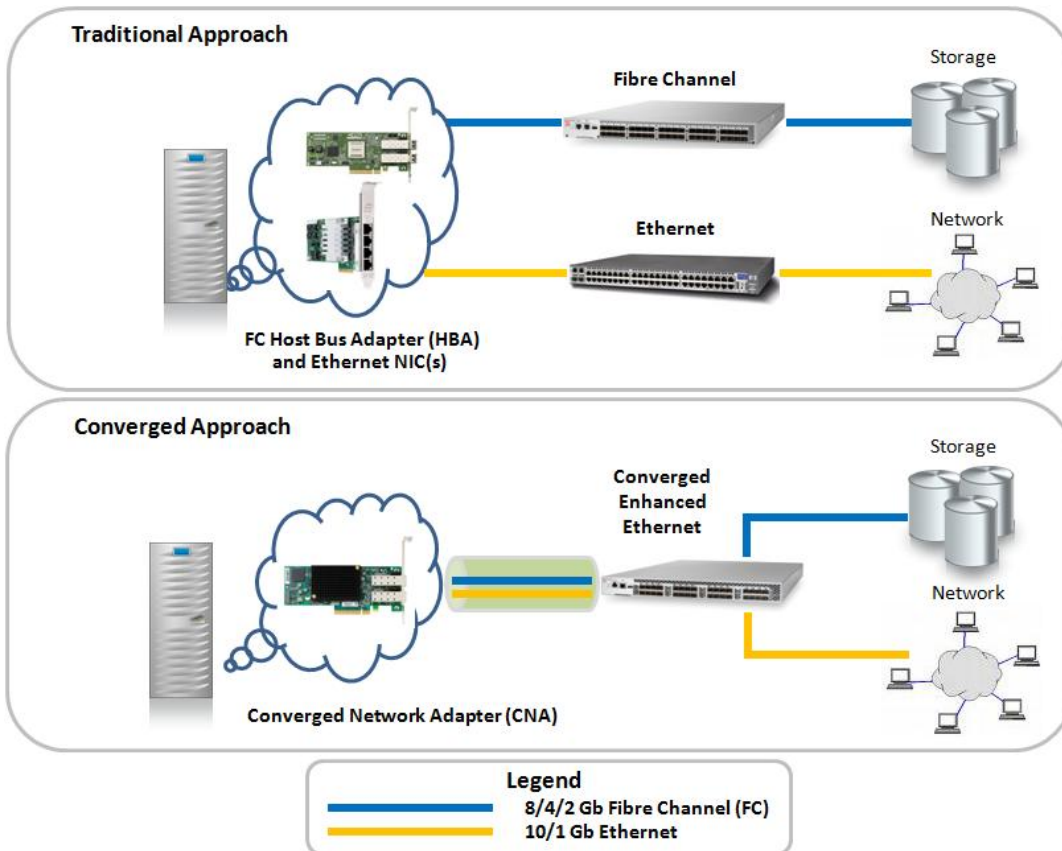 Traditional Approach
Storage
Fibre Channel
Network
Ethernet
FC Host Bus Adapter (HBA)
and Ethernet NIC(s)
Converged Approach
Storage
Converged
Enhanced
Ethernet
Network
Converged Network Adapter (CNA)
Legend
8/4/2 Gb Fibre Channel (FC)
10/1 Gb Ethernet